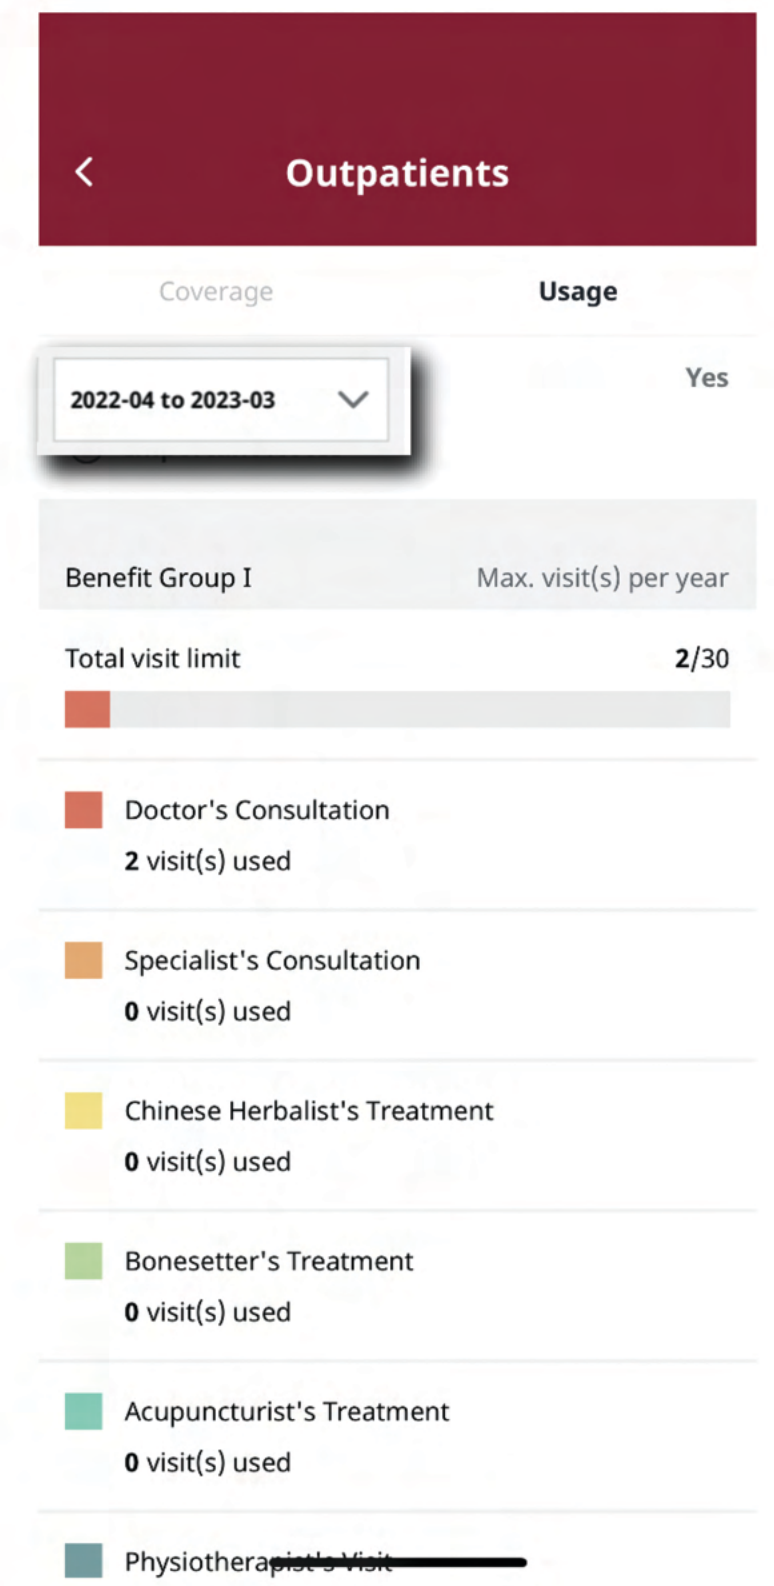 Outpatients
Coverage Usage
2022-04 to 2023-03
Yes
Benefit Group I Max. visit(s) per year
Total visit limit 2/30
Doctor's Consultation
2 visit(s) used
Specialist's Consultation
0 visit(s) used
Chinese Herbalist's Treatment
0 visit(s) used
Bonesetter's Treatment
0 visit(s) used
Acupuncturist's Treatment
0 visit(s) used
Physiotherapist's Visit